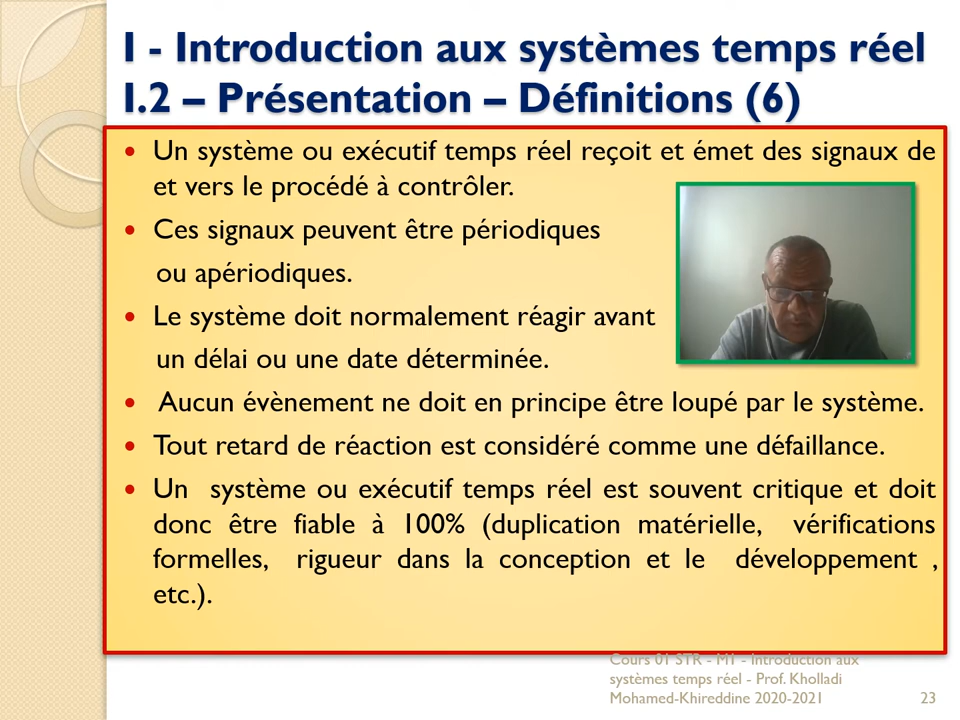 I - Introduction aux systèmes temps réel
I.2 – Présentation – Définitions (6)
• Un système ou exécutif temps réel reçoit et émet des signaux de
et vers le procédé à contrôler.
• Ces signaux peuvent être périodiques
ou apériodiques.
• Le système doit normalement réagir avant
un délai ou une date déterminée.
• Aucun évènement ne doit en principe être loupé par le système.
• Tout retard de réaction est considéré comme une défaillance.
• Un système ou exécutif temps réel est souvent critique et doit
donc être fiable à 100% (duplication matérielle, vérifications
formelles, rigueur dans la conception et le développement ,
etc.).
Cours 01 STR - M1 - Introduction aux
systèmes temps réel - Prof. Kholladi
Mohamed-Khireddine 2020-2021
23